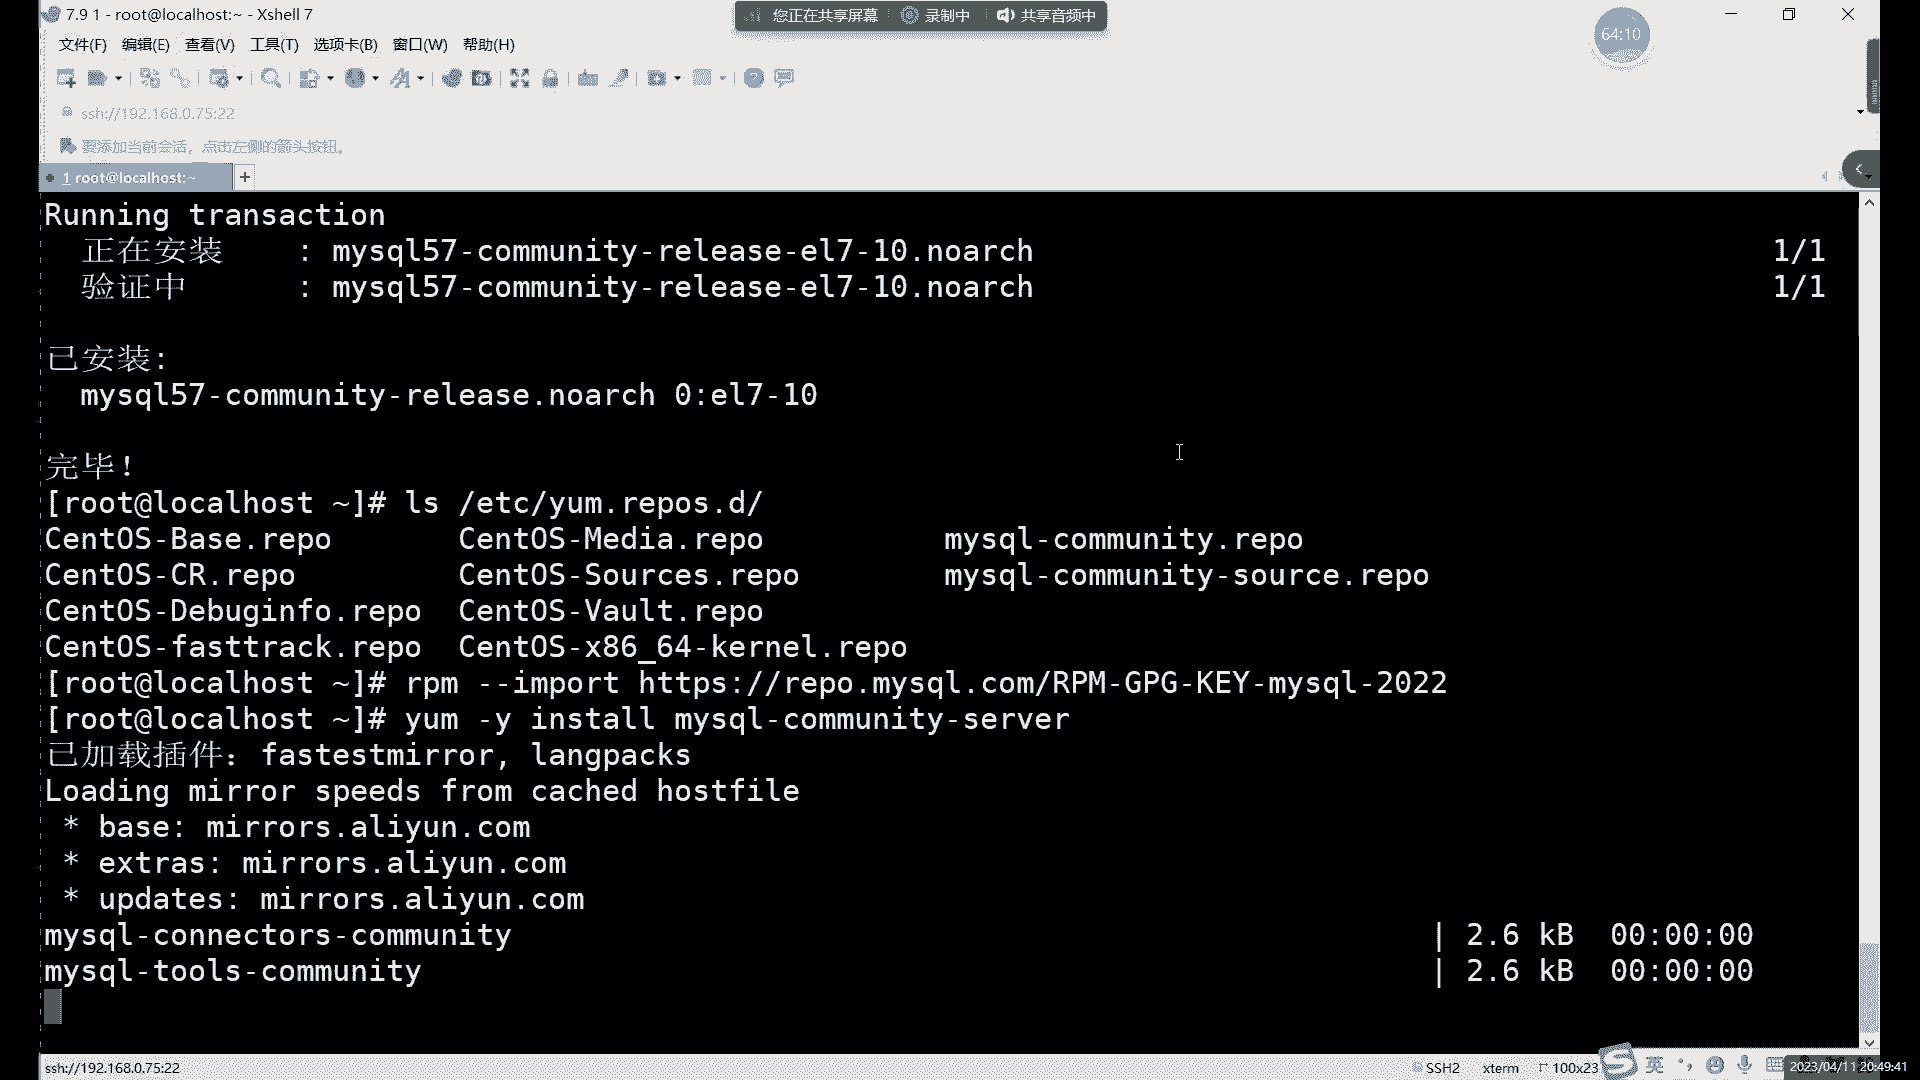 7.9 1 - root@localhost:~ - Xshell 7
您正在共享屏幕 录制中 共享音频中
64:10
文件(F) 编辑(E) 查看(V) 工具(T) 选项卡(B) 窗口(W) 帮助(H)
ssh://192.168.0.75:22
要添加当前会话，点击左侧的箭头按钮。
1 root@localhost:~ +
Running transaction
正在安装 : mysql57-community-release-el7-10.noarch 1/1
验证中 : mysql57-community-release-el7-10.noarch 1/1
已安装:
mysql57-community-release.noarch 0:el7-10
完毕!
[root@localhost ~]# ls /etc/yum.repos.d/
CentOS-Base.repo CentOS-Media.repo mysql-community.repo
CentOS-CR.repo CentOS-Sources.repo mysql-community-source.repo
CentOS-Debuginfo.repo CentOS-Vault.repo
CentOS-fasttrack.repo CentOS-x86_64-kernel.repo
[root@localhost ~]# rpm --import https://repo.mysql.com/RPM-GPG-KEY-mysql-2022
[root@localhost ~]# yum -y install mysql-community-server
已加载插件: fastestmirror, langpacks
Loading mirror speeds from cached hostfile
* base: mirrors.aliyun.com
* extras: mirrors.aliyun.com
* updates: mirrors.aliyun.com
mysql-connectors-community | 2.6 kB 00:00:00
mysql-tools-community | 2.6 kB 00:00:00
ssh://192.168.0.75:22 SSH2 xterm 100x23 英 2023/04/11 20:49:41